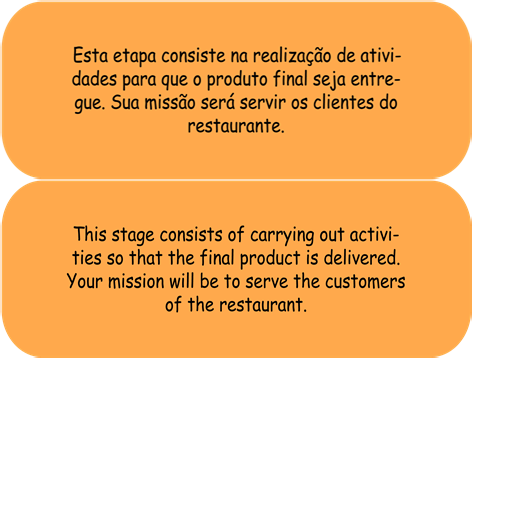 Esta etapa consiste na realização de ativi-
dades para que o produto final seja entre-
gue. Sua missão será servir os clientes do
restaurante.
This stage consists of carrying out activi-
ties so that the final product is delivered.
Your mission will be to serve the customers
of the restaurant.